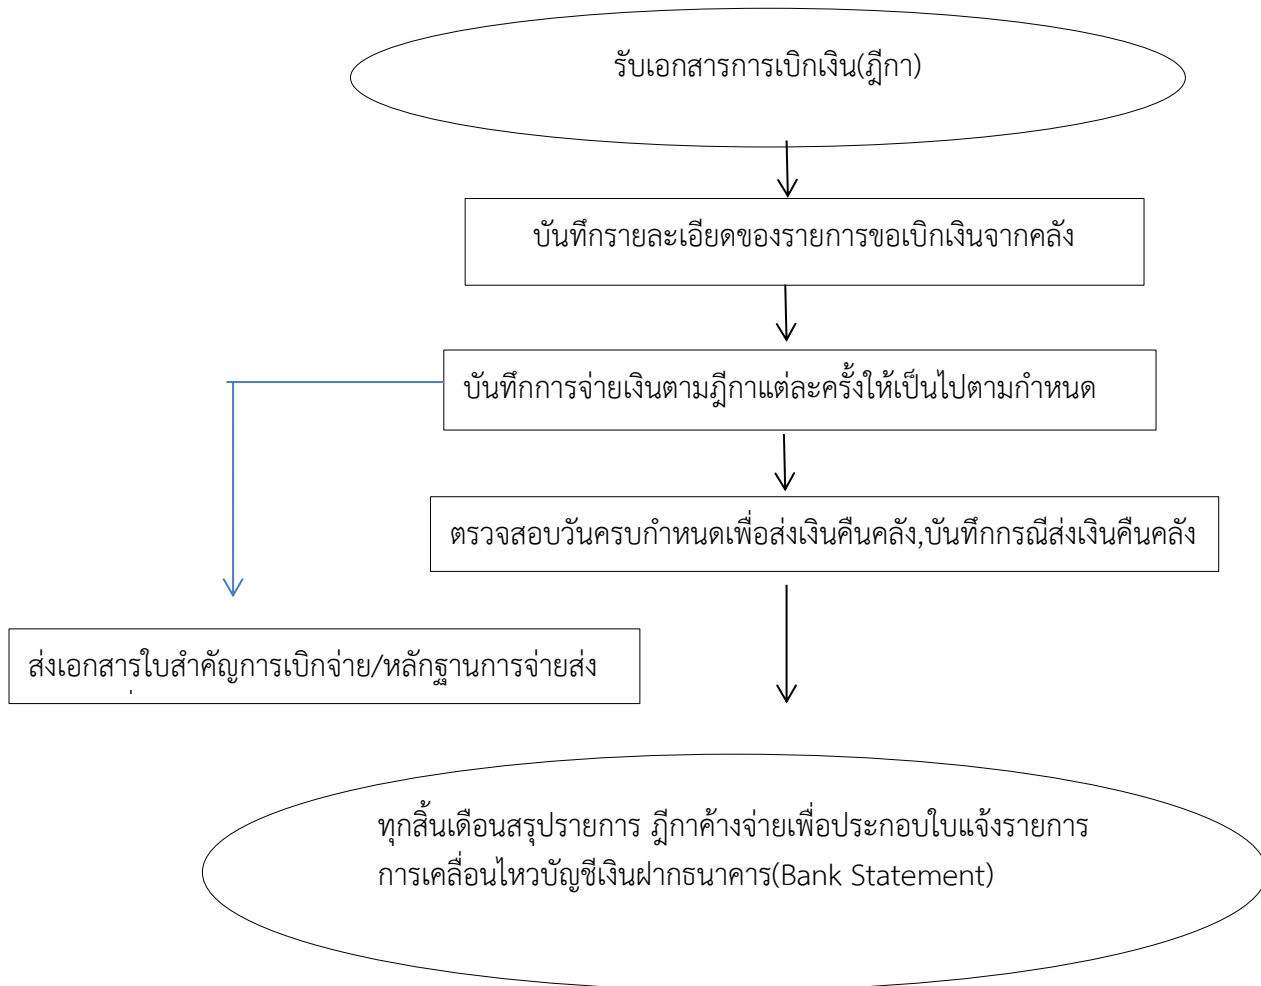 รับเอกสารการเบิกเงิน(ฎีกา)
บันทึกรายละเอียดของรายการขอเบิกเงินจากคลัง
บันทึกการจ่ายเงินตามฎีกาแต่ละครั้งให้เป็นไปตามกำหนด
ตรวจสอบวันครบกำหนดเพื่อส่งเงินคืนคลัง,บันทึกกรณีส่งเงินคืนคลัง
ส่งเอกสารใบสำคัญการเบิกจ่าย/หลักฐานการจ่ายส่ง
ทุกสิ้นเดือนสรุปรายการ ฎีกาค้างจ่ายเพื่อประกอบใบแจ้งรายการ
การเคลื่อนไหวบัญชีเงินฝากธนาคาร(Bank Statement)